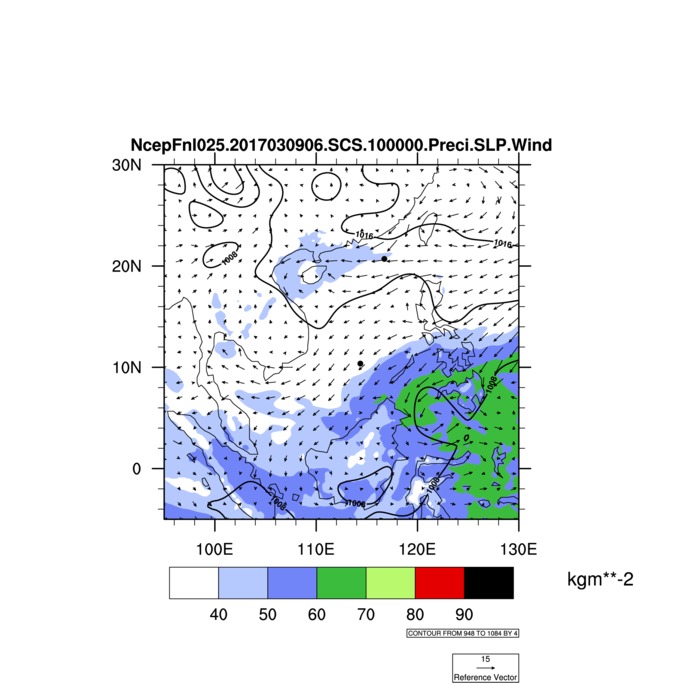 NcepFnl025.2017030906.SCS.100000.Preci.SLP.Wind
30N
20N
10N
0
1016
1016
1008
1008
1008
1008
1008
100E
110E
120E
130E
kgm**-2
40 50 60 70 80 90
CONTOUR FROM 948 TO 1084 BY 4
15
Reference Vector